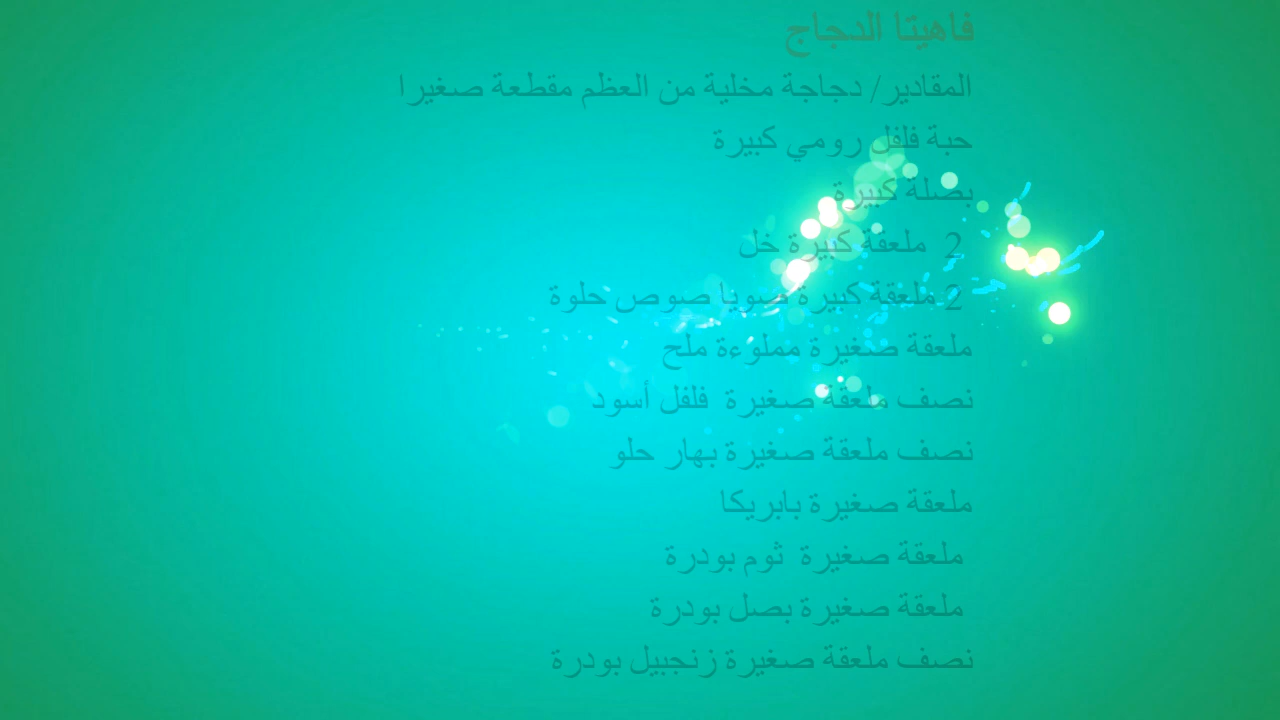 فاهيتا الدجاج
المقادير/ دجاجة مخلية من العظم مقطعة صغيرا
حبة فلفل رومي كبيرة
بصلة كبيرة
2 ملعقة كبيرة خل
2 ملعقة كبيرة صويا صوص حلوة
ملعقة صغيرة مملوءة ملح
نصف ملعقة صغيرة فلفل أسود
نصف ملعقة صغيرة بهار حلو
ملعقة صغيرة بابريكا
ملعقة صغيرة ثوم بودرة
ملعقة صغيرة بصل بودرة
نصف ملعقة صغيرة زنجبيل بودرة